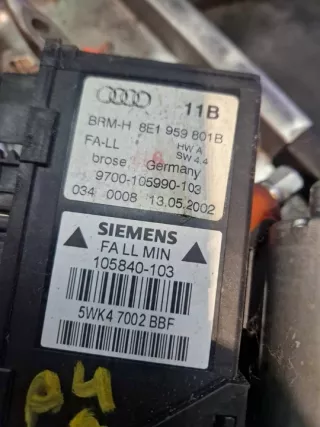 11B
BRM-H 8E1 959 801B
FA-LL HW A
SW 4.4
brose Germany
9700-105990-103
034 0008 13.05.2002
SIEMENS
FA LL MIN
105840-103
5WK4 7002 BBF